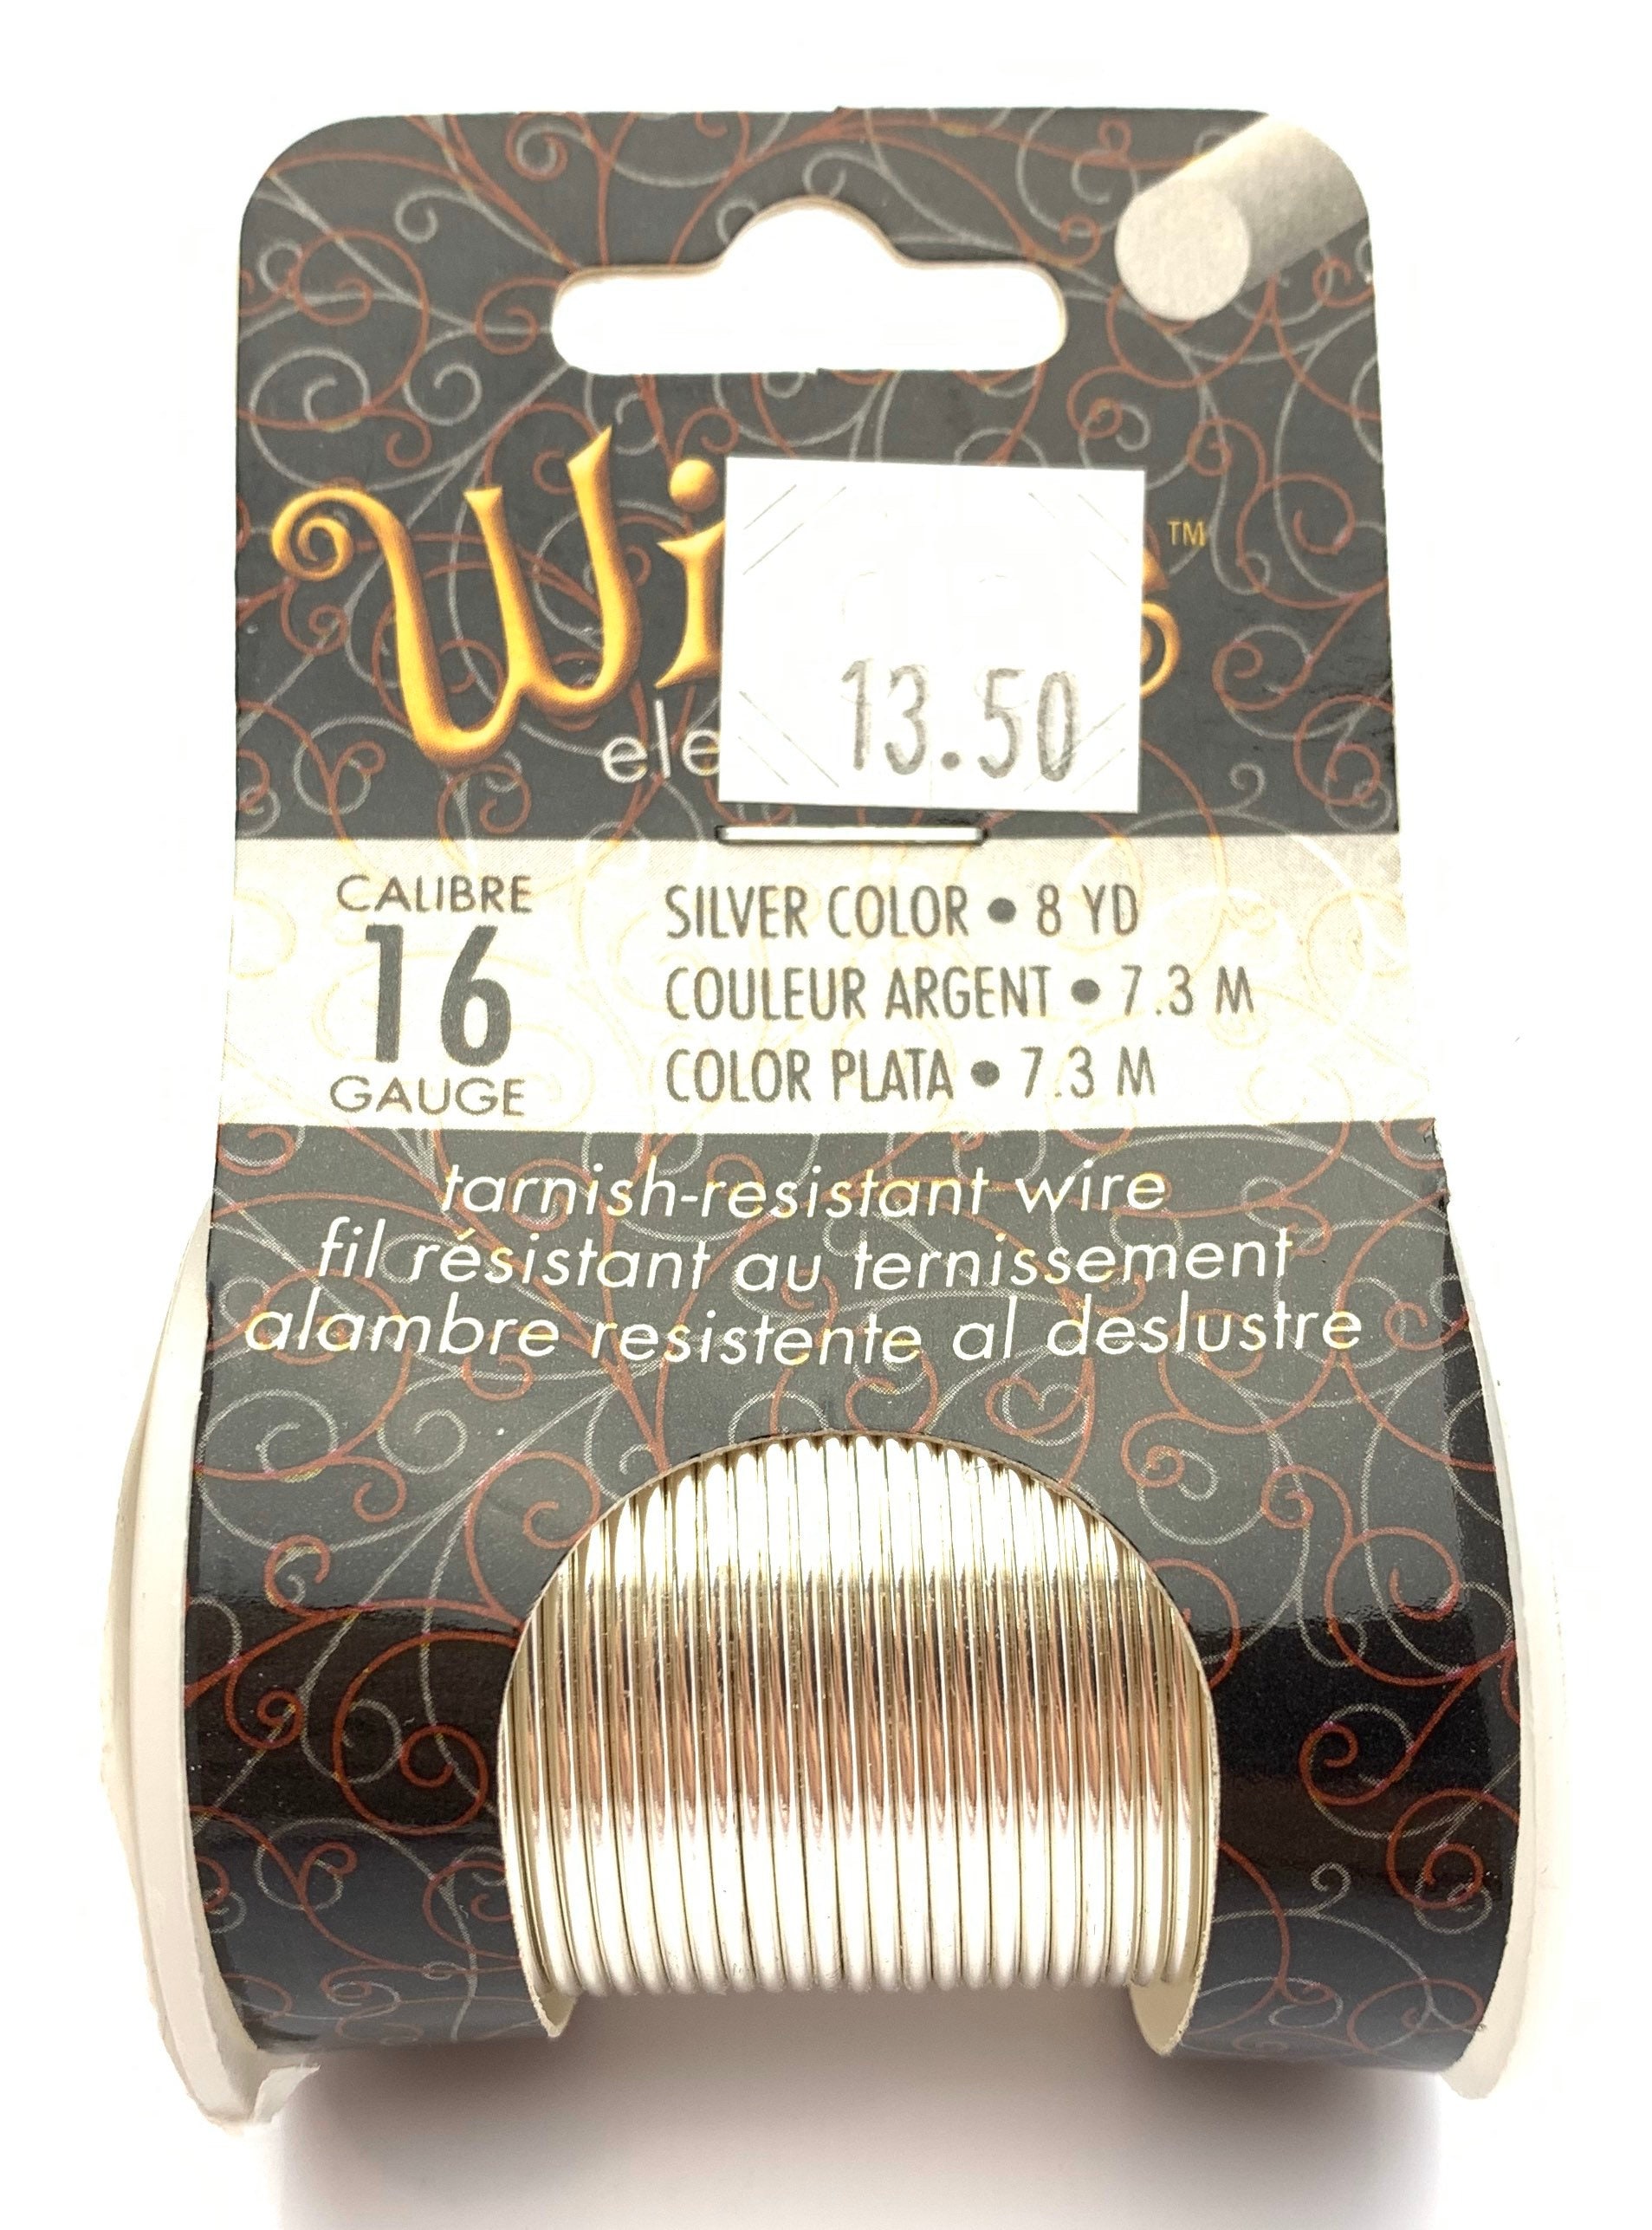 ™
13.50
CALIBRE
16
GAUGE
SILVER COLOR • 8 YD
COULEUR ARGENT • 7.3 M
COLOR PLATA • 7.3 M
tarnish-resistant wire
fil résistant au ternissement
alambre resistente al deslustre